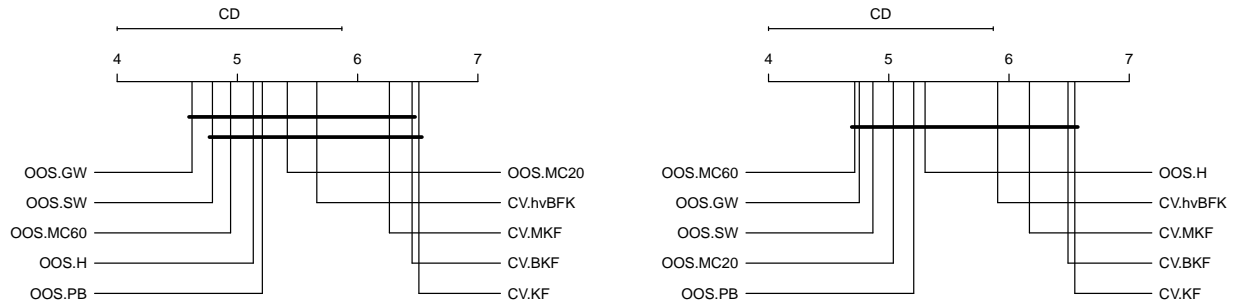 CD
4 5 6 7
OOS.GW
OOS.SW
OOS.MC60
OOS.H
OOS.PB
OOS.MC20
CV.hvBFK
CV.MKF
CV.BKF
CV.KF
CD
4 5 6 7
OOS.MC60
OOS.GW
OOS.SW
OOS.MC20
OOS.PB
OOS.H
CV.hvBFK
CV.MKF
CV.BKF
CV.KF